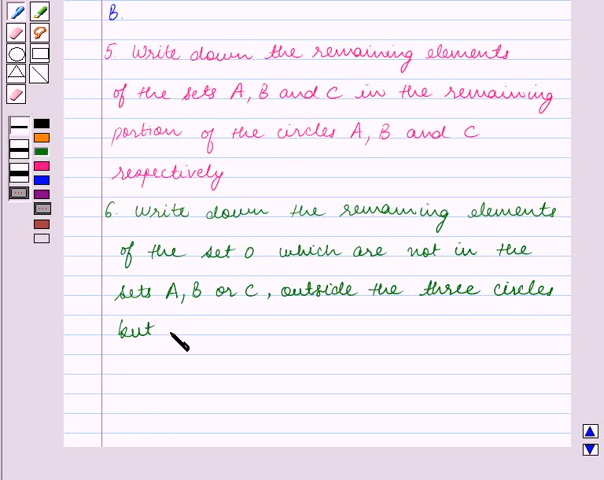 B.
5. Write down the remaining elements
of the sets A, B and C in the remaining
portion of the circles A, B and C
respectively
6. Write down the remaining elements
of the set O which are not in the
sets A, B or C, outside the three circles
but